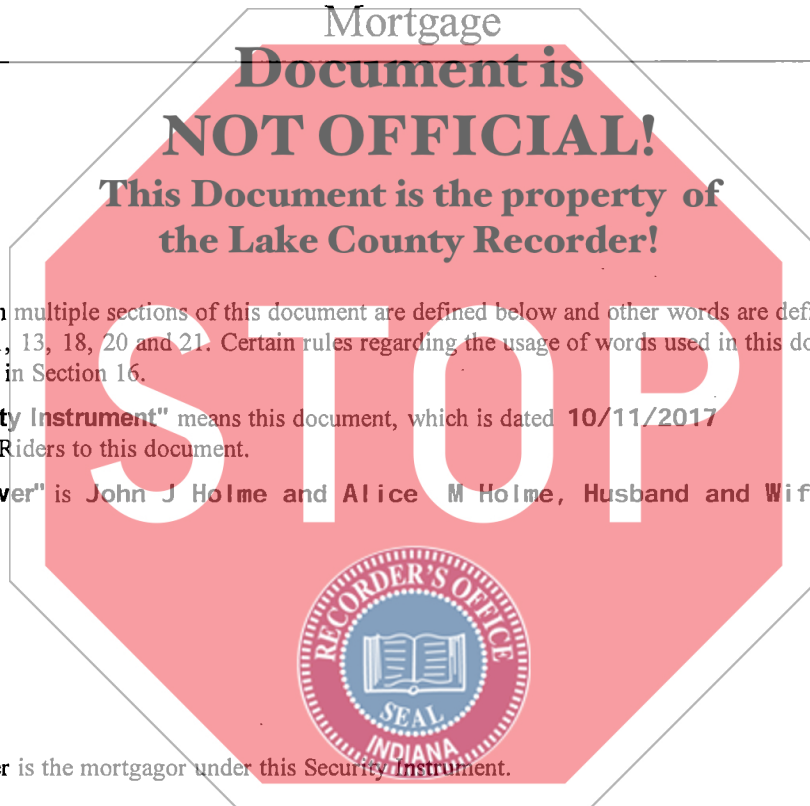 Mortgage
Document is
NOT OFFICIAL!
This Document is the property of
the Lake County Recorder!
n multiple sections of this document are defined below and other words are defi
, 13, 18, 20 and 21. Certain rules regarding the usage of words used in this do
in Section 16.
ty Instrument" means this document, which is dated 10/11/2017
Riders to this document.
ver" is John J Holme and Alice M Holme, Husband and Wif
STOP
RECORDER'S OFFICE
SEAL
INDIANA
er is the mortgagor under this Security Instrument.